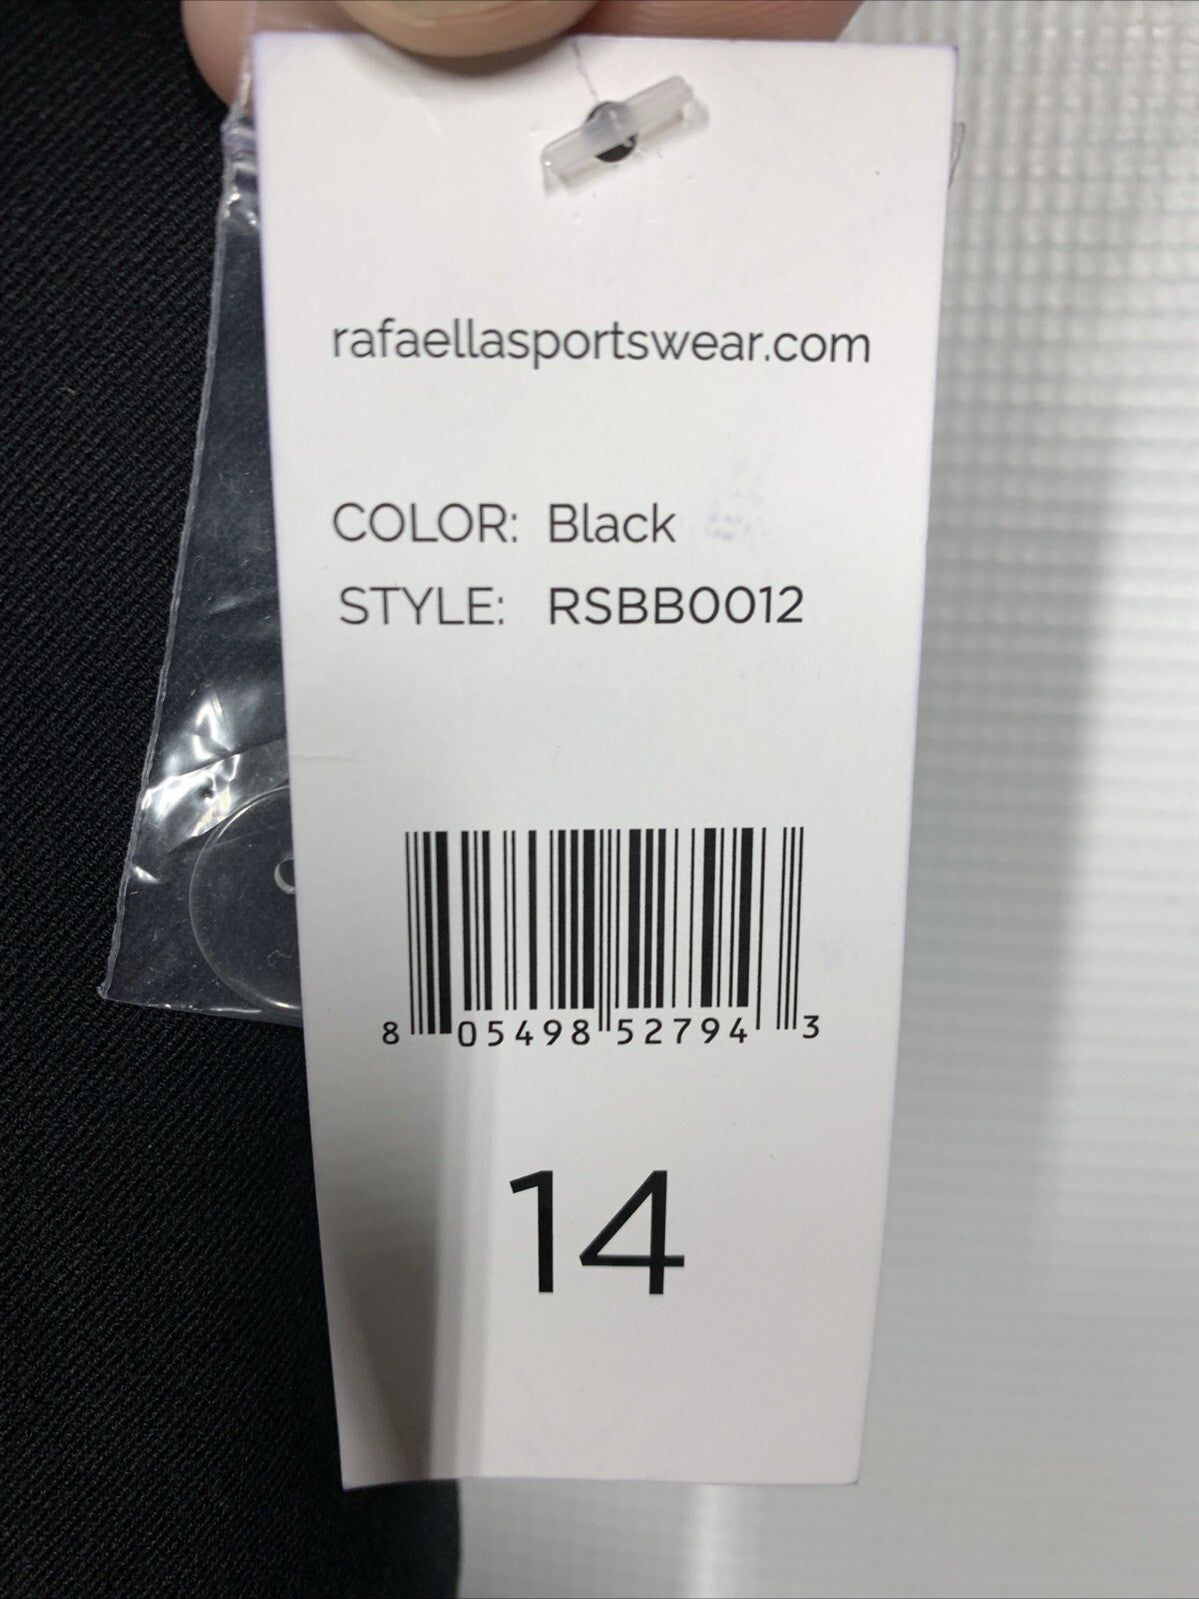 rafaellasportswear.com
COLOR: Black
STYLE: RSBB0012
8 05498 52794 3
14